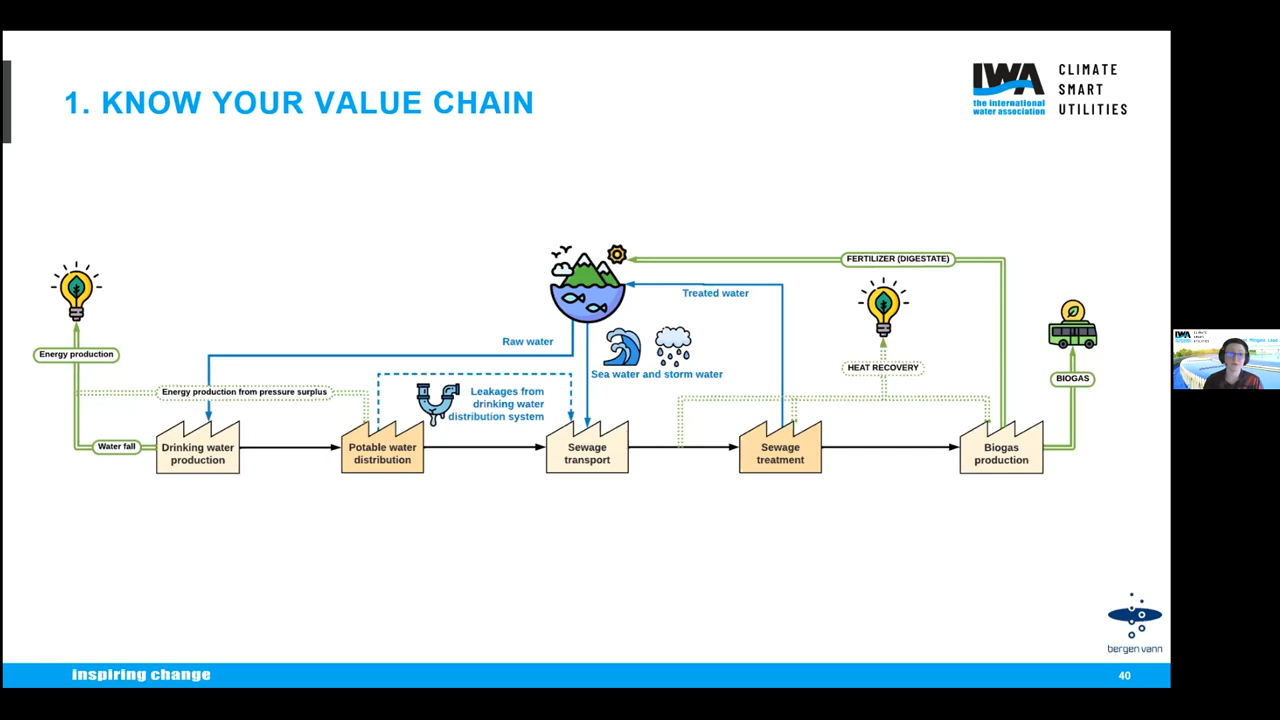 1. KNOW YOUR VALUE CHAIN
IWA
the international
water association
CLIMATE
SMART
UTILITIES
FERTILIZER (DIGESTATE)
Treated water
Raw water
Energy production
HEAT RECOVERY
Sea water and storm water
BIOGAS
Energy production from pressure surplus
Leakages from
drinking water
distribution system
Water fall
Drinking water
production
Potable water
distribution
Sewage
transport
Sewage
treatment
Biogas
production
bergen vann
inspiring change
40
IWA